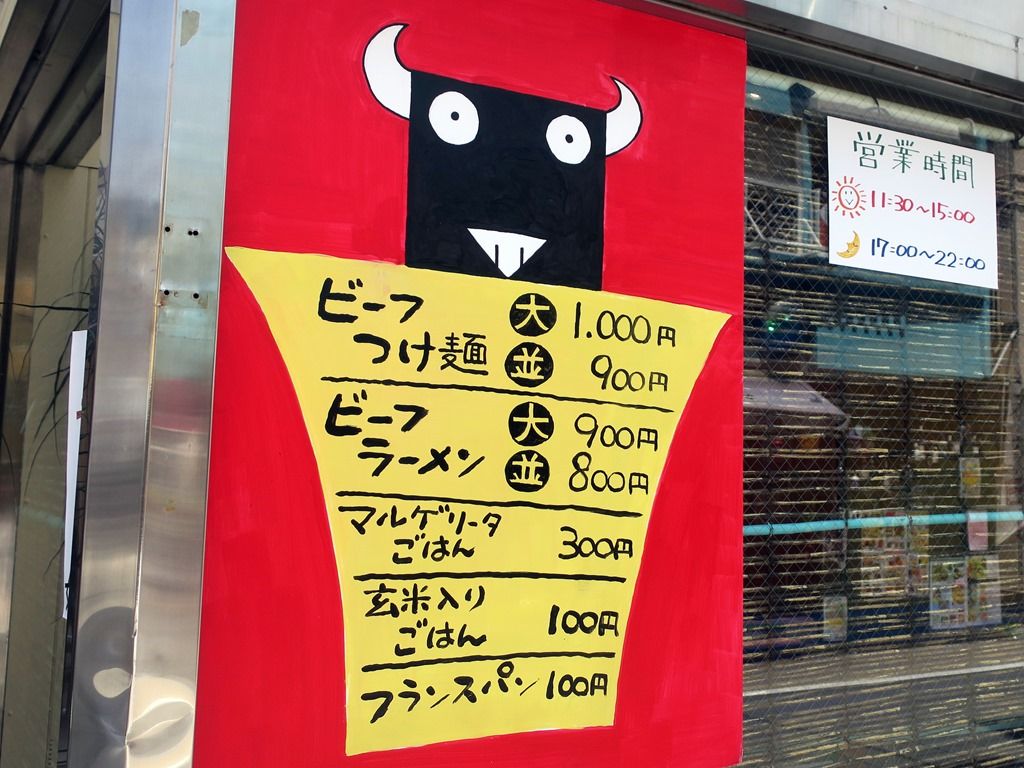 ビーフ 大 1.000円
つけ麺 並 900円
ビーフ 大 900円
ラーメン 並 800円
マルゲリータ
ごはん 300円
玄米入り
ごはん 100円
フランスパン 100円
営業時間
11:30~15:00
17:00~22:00